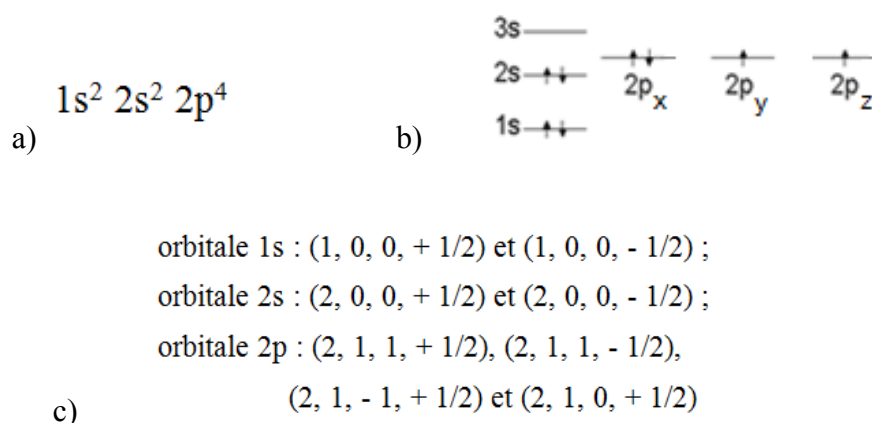 a) 1s² 2s² 2p⁴
b)
3s
2s
1s
2pₓ 2p_y 2p_z
c)
orbitale 1s : (1, 0, 0, + 1/2) et (1, 0, 0, - 1/2) ;
orbitale 2s : (2, 0, 0, + 1/2) et (2, 0, 0, - 1/2) ;
orbitale 2p : (2, 1, 1, + 1/2), (2, 1, 1, - 1/2),
(2, 1, - 1, + 1/2) et (2, 1, 0, + 1/2)